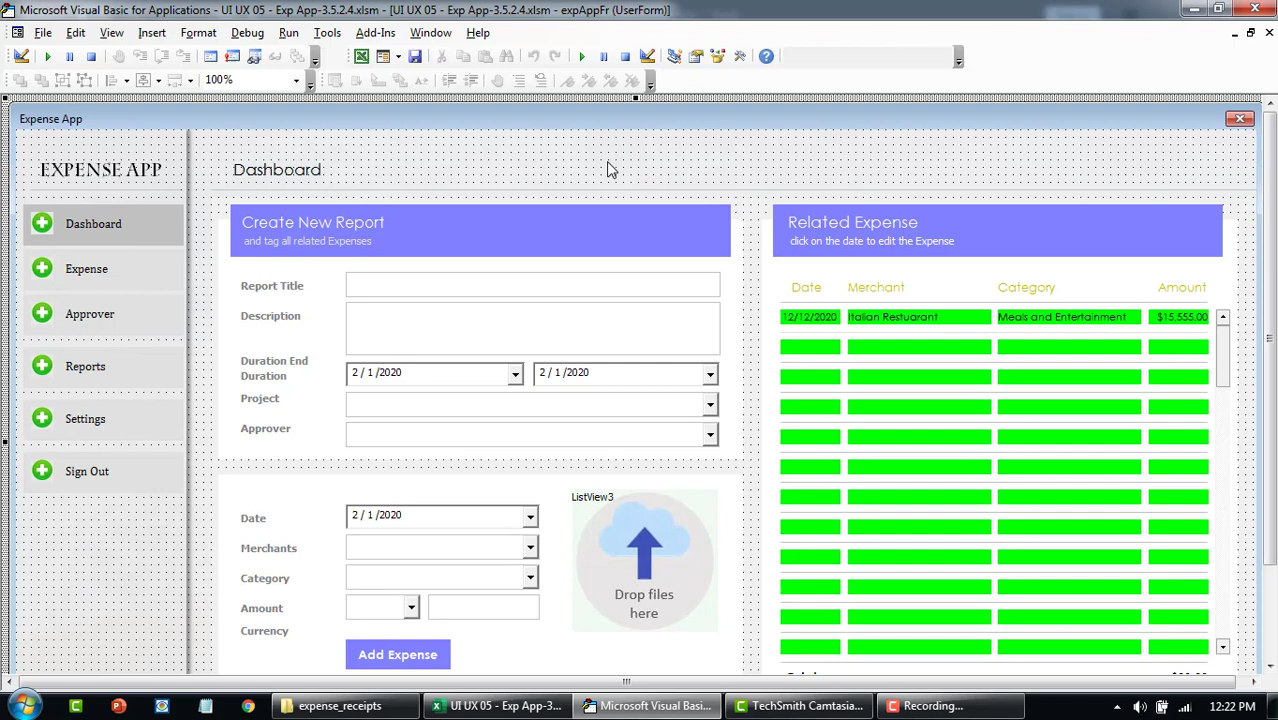 Microsoft Visual Basic for Applications - UI UX 05 - Exp App-3.5.2.4.xlsm - [UI UX 05 - Exp App-3.5.2.4.xlsm - expAppFr (UserForm)]
File Edit View Insert Format Debug Run Tools Add-Ins Window Help
100%
Expense App
EXPENSE APP
Dashboard
Expense
Approver
Reports
Settings
Sign Out
Dashboard
Create New Report
and tag all related Expenses
Report Title
Description
Duration End
Duration
2 / 1 /2020 2 / 1 /2020
Project
Approver
Date 2 / 1 /2020
Merchants
Category
Amount
Currency
Add Expense
ListView3
Drop files
here
Related Expense
click on the date to edit the Expense
Date Merchant Category Amount
12/12/2020 Italian Restuarant Meals and Entertainment $15,555.00
expense_receipts
UI UX 05 - Exp App-3...
Microsoft Visual Basi...
TechSmith Camtasia...
Recording...
12:22 PM